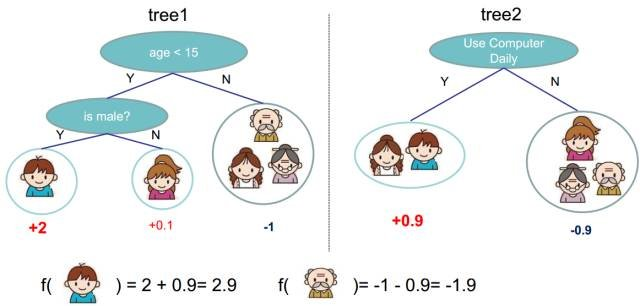 tree1
tree2
age < 15
Use Computer
Daily
Y
N
Y
N
is male?
Y
N
+2
+0.1
-1
+0.9
-0.9
f( ) = 2 + 0.9= 2.9
f( )= -1 - 0.9= -1.9